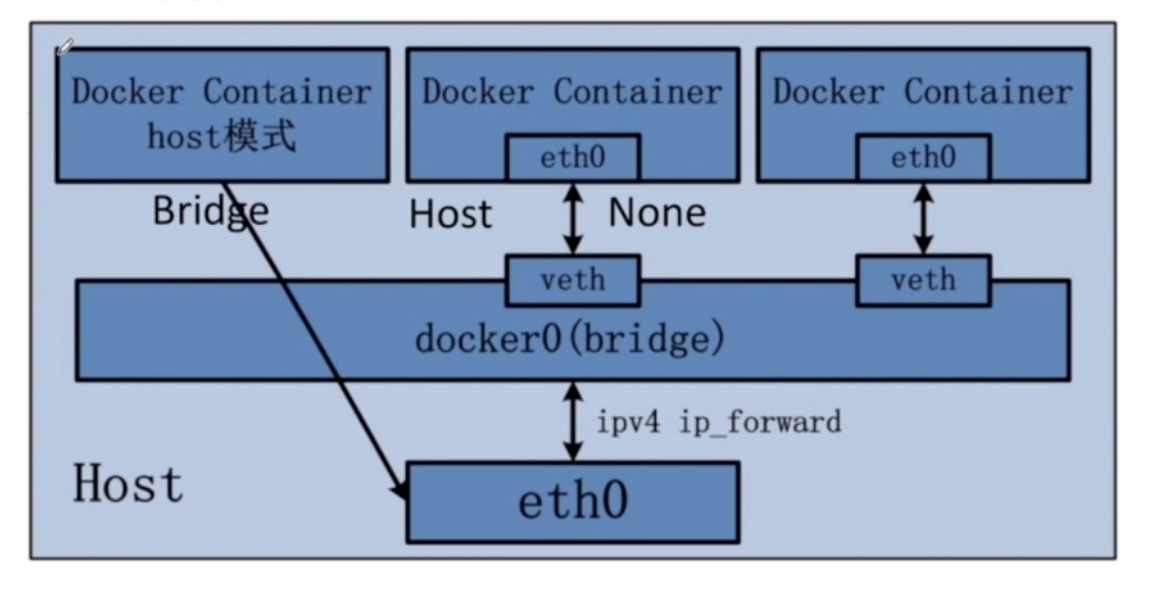 Docker Container
host模式
Docker Container
eth0
Docker Container
eth0
Bridge
Host
None
veth
veth
docker0(bridge)
ipv4 ip_forward
Host
eth0